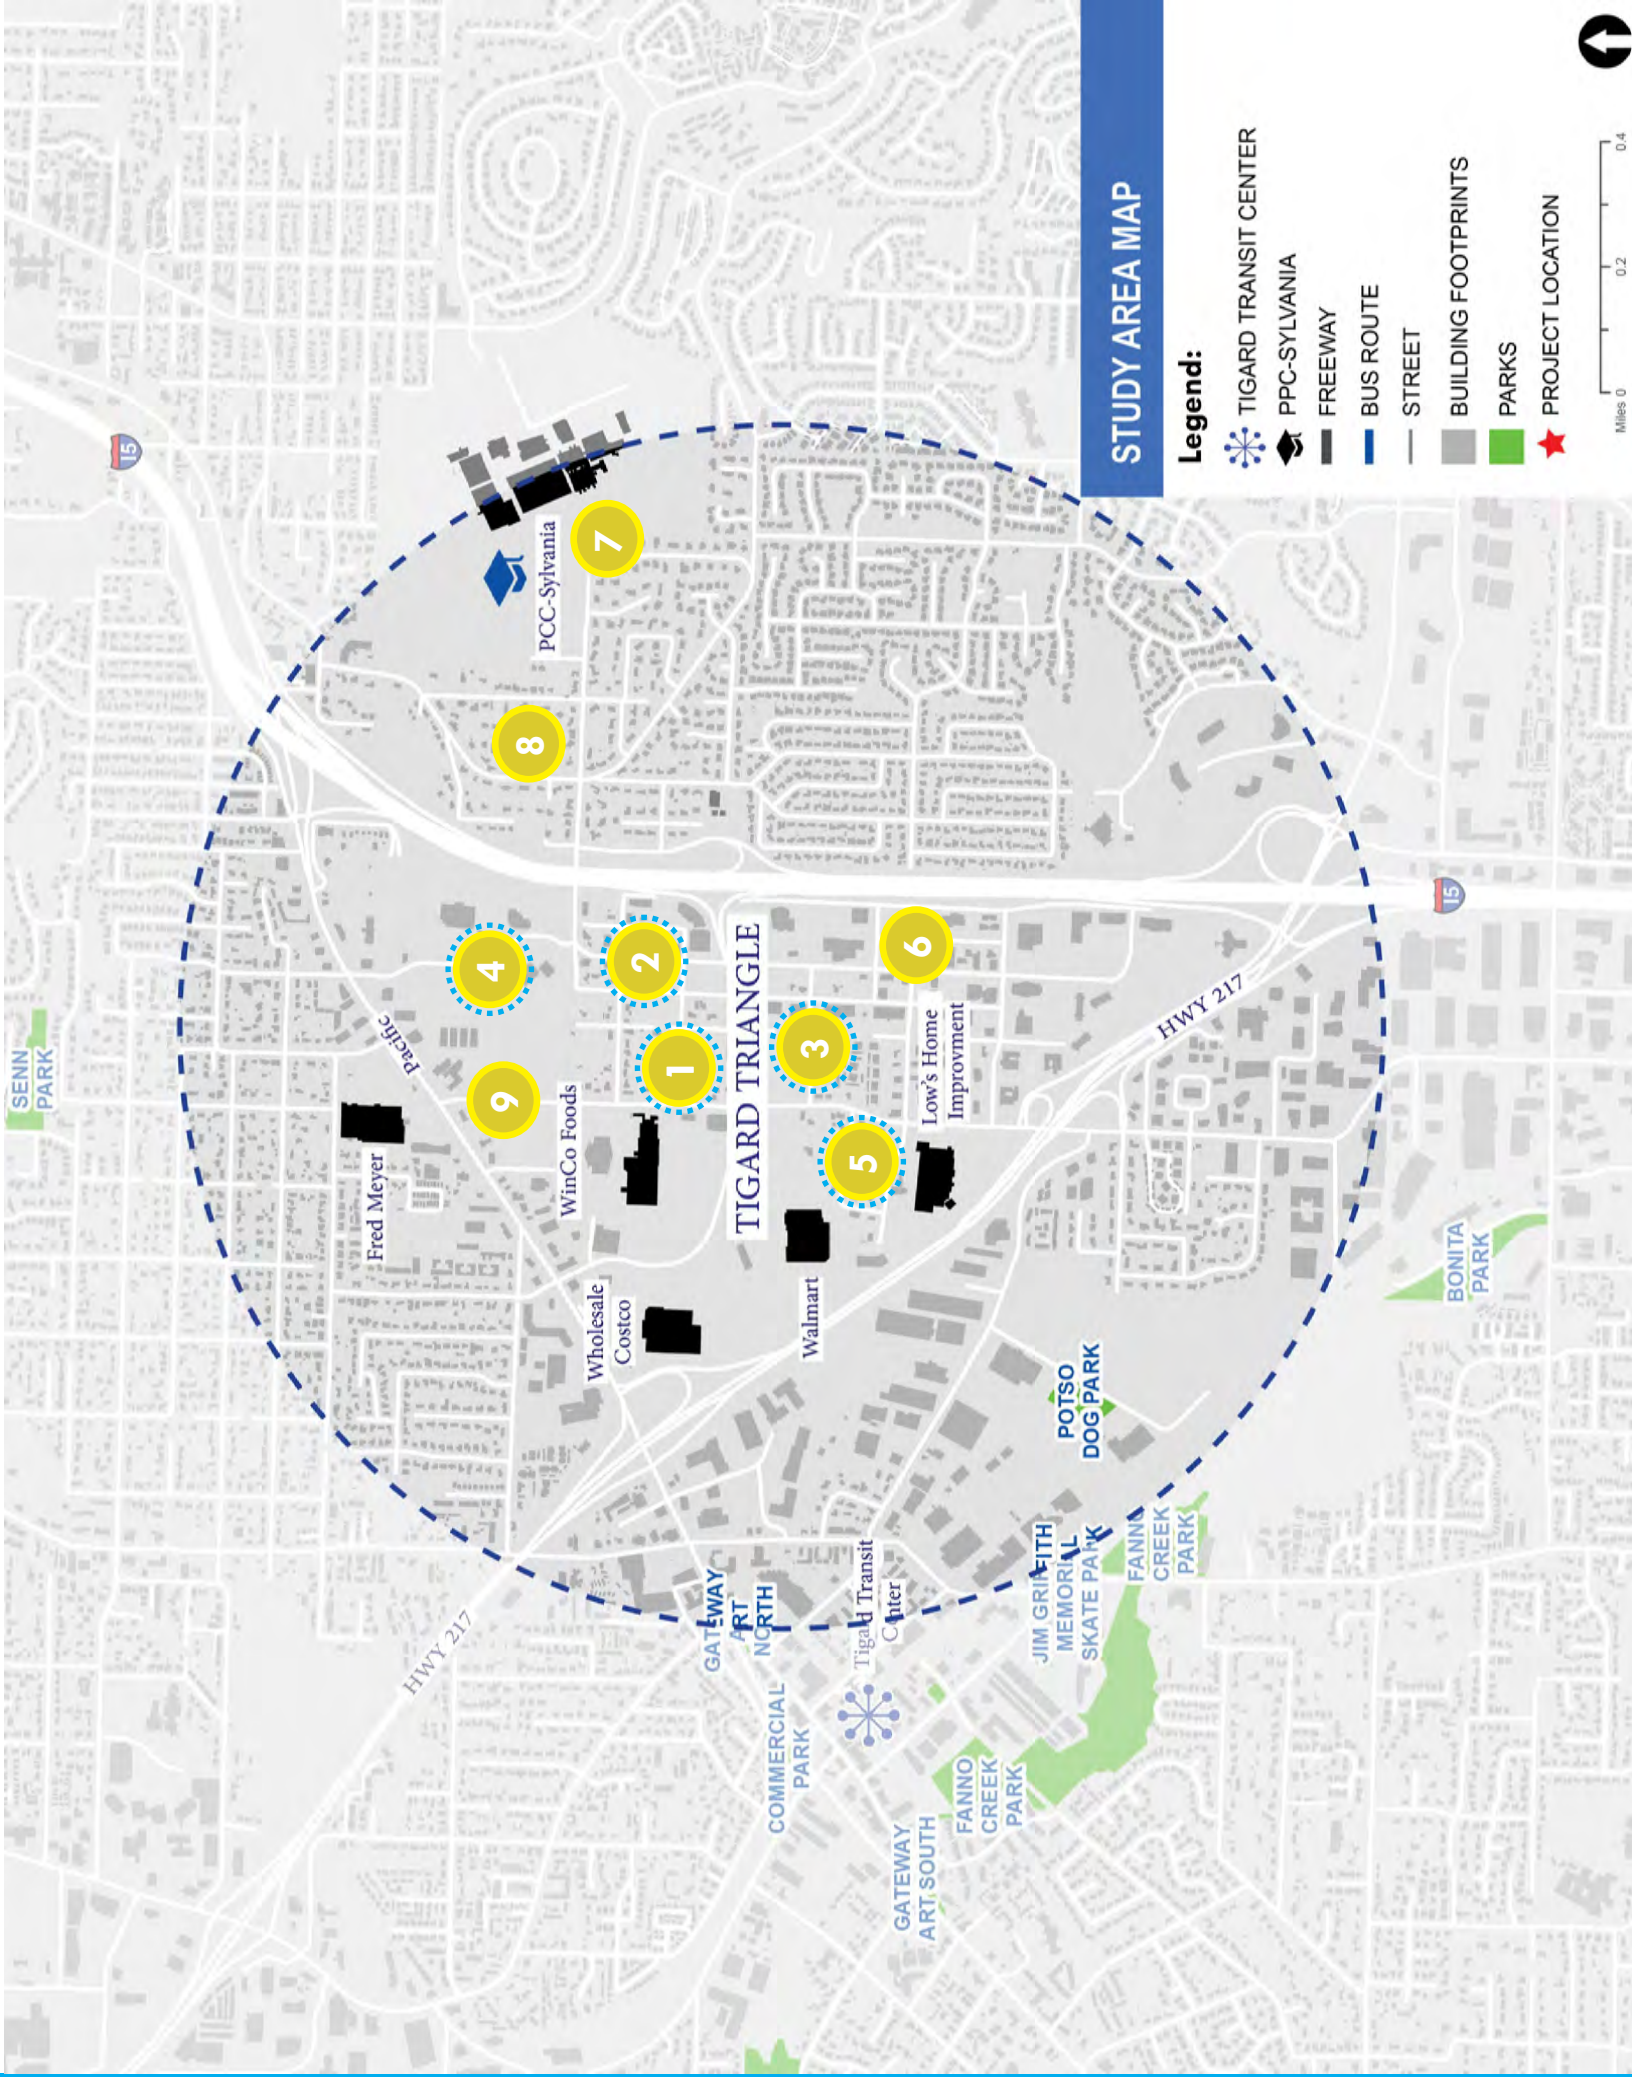 SENN
PARK
15
Pacific
Fred Meyer
HWY 217
PCC-Sylvania
7
8
4
9
2
1
WinCo Foods
Wholesale
Costco
TIGARD TRIANGLE
3
5
6
Low's Home
Improvment
Walmart
HWY 217
15
GATEWAY
ART
NORTH
COMMERCIAL
PARK
Tigard Transit
Center
GATEWAY
ART SOUTH
FANNO
CREEK
PARK
JIM GRIFFITH
MEMORIAL
SKATE PARK
POTSO
DOG PARK
FANNO
CREEK
PARK
BONITA
PARK
STUDY AREA MAP
Legend:
TIGARD TRANSIT CENTER
PPC-SYLVANIA
FREEWAY
BUS ROUTE
STREET
BUILDING FOOTPRINTS
PARKS
PROJECT LOCATION
Miles 0 0.2 0.4